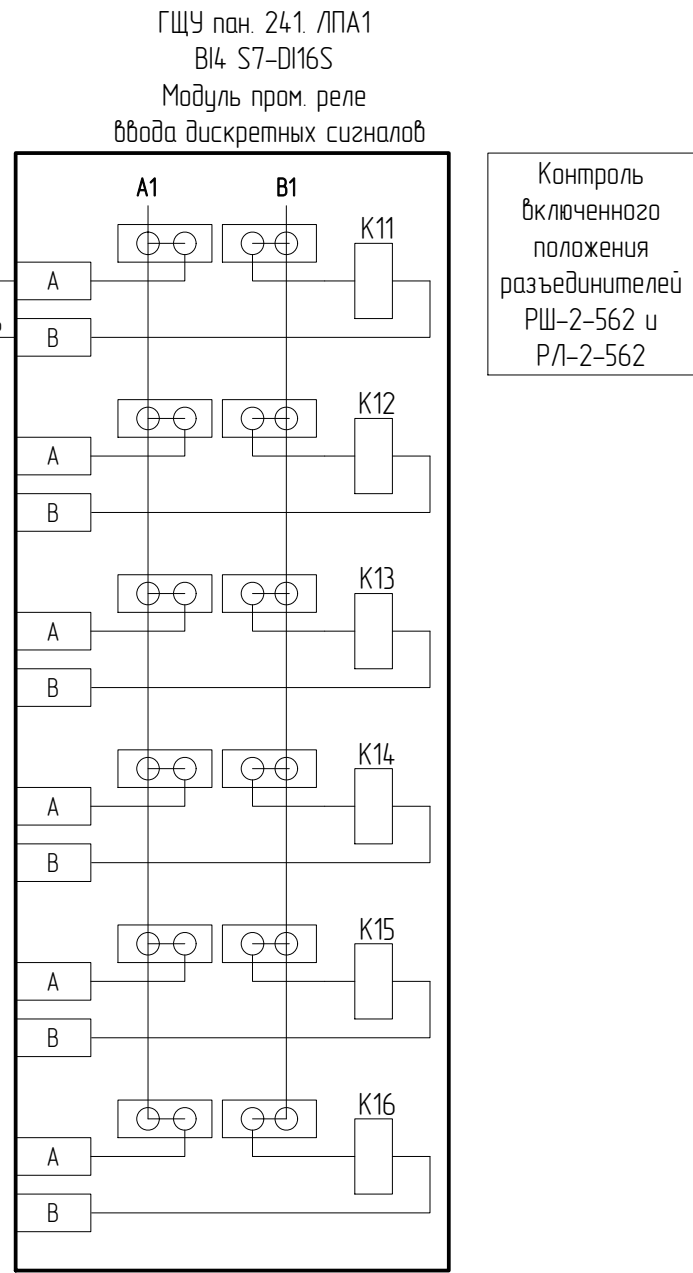 ГЩУ пан. 241. ЛПА1
BI4 S7-DI16S
Модуль пром. реле
ввода дискретных сигналов
A1 B1
K11
A
B
K12
A
B
K13
A
B
K14
A
B
K15
A
B
K16
A
B
Контроль
включенного
положения
разъединителей
РШ-2-562 и
РЛ-2-562